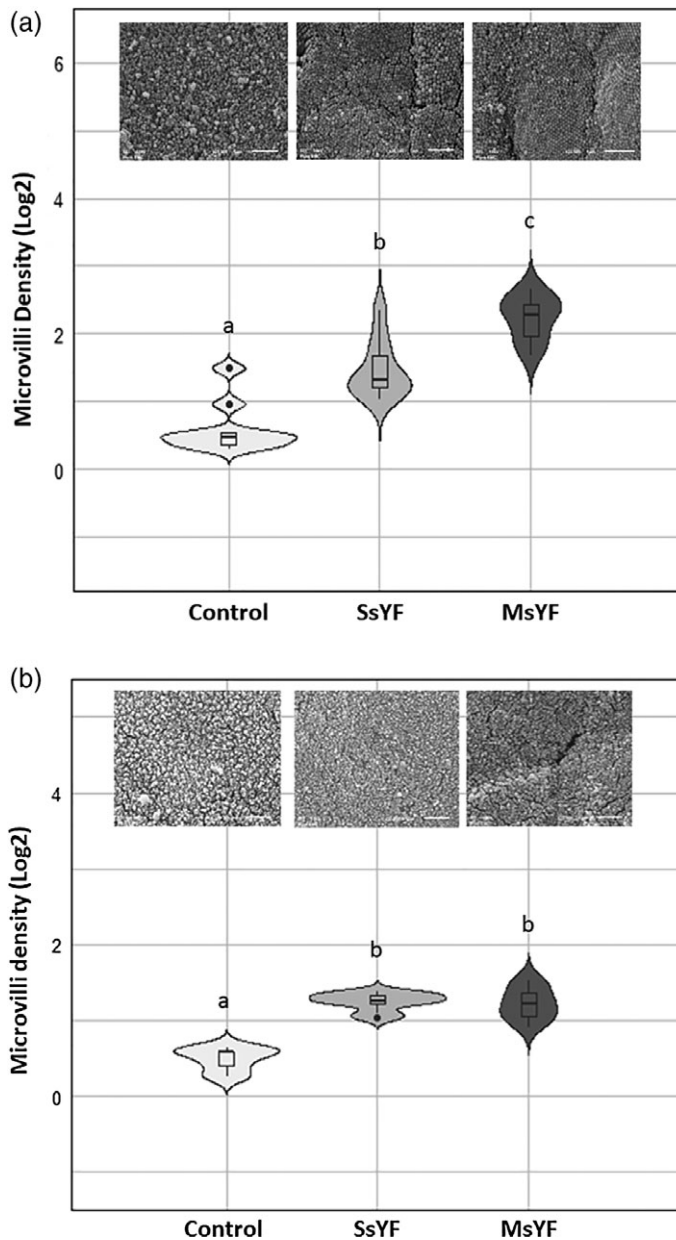 (a)
6
4
2
0
Microvilli Density (Log2)
a
b
c
Control SsYF MsYF
(b)
4
2
0
Microvilli density (Log2)
a
b
b
Control SsYF MsYF